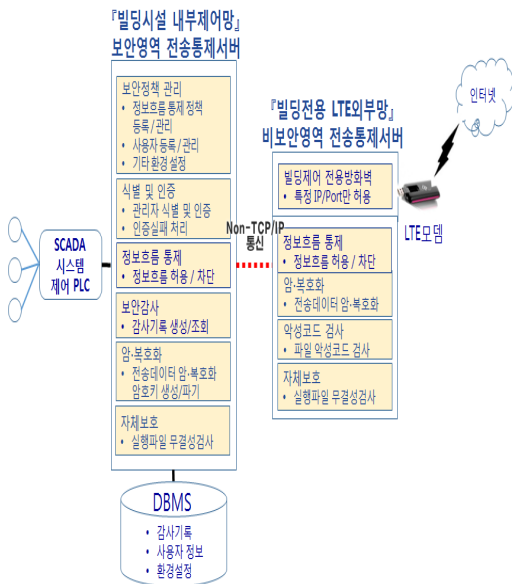 『빌딩시설 내부제어망』
보안영역 전송통제서버
보안정책 관리
• 정보흐름 통제 정책
등록 / 관리
• 사용자 등록 / 관리
• 기타 환경 설정
식별 및 인증
• 관리자 식별 및 인증
• 인증실패 처리
정보흐름 통제
• 정보흐름 허용 / 차단
보안감사
• 감사기록 생성/조회
암·복호화
• 전송데이터 암·복호화
암호키 생성/파기
자체보호
• 실행파일 무결성검사
SCADA
시스템
제어 PLC
DBMS
• 감사기록
• 사용자 정보
• 환경설정
Non-TCP/IP
통신
『빌딩전용 LTE외부망』
비보안영역 전송통제서버
빌딩제어 전용방화벽
• 특정 IP/Port만 허용
정보흐름 통제
• 정보흐름 허용 / 차단
암·복호화
• 전송데이터 암·복호화
악성코드 검사
• 파일 악성코드 검사
자체보호
• 실행파일 무결성검사
인터넷
LTE모뎀